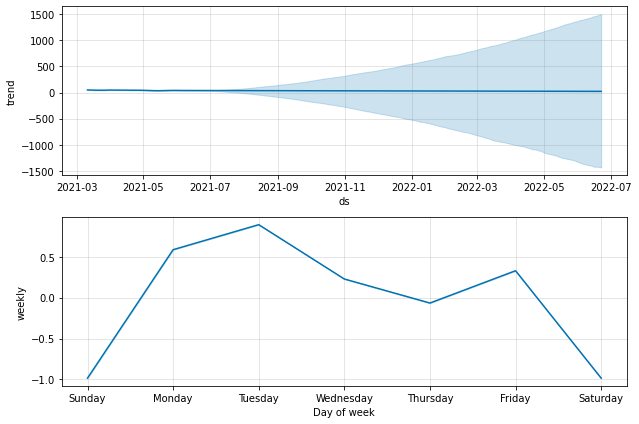 1500
1000
500
0
−500
−1000
−1500
trend
2021-03 2021-05 2021-07 2021-09 2021-11 2022-01 2022-03 2022-05 2022-07
ds
0.5
0.0
−0.5
−1.0
weekly
Sunday Monday Tuesday Wednesday Thursday Friday Saturday
Day of week